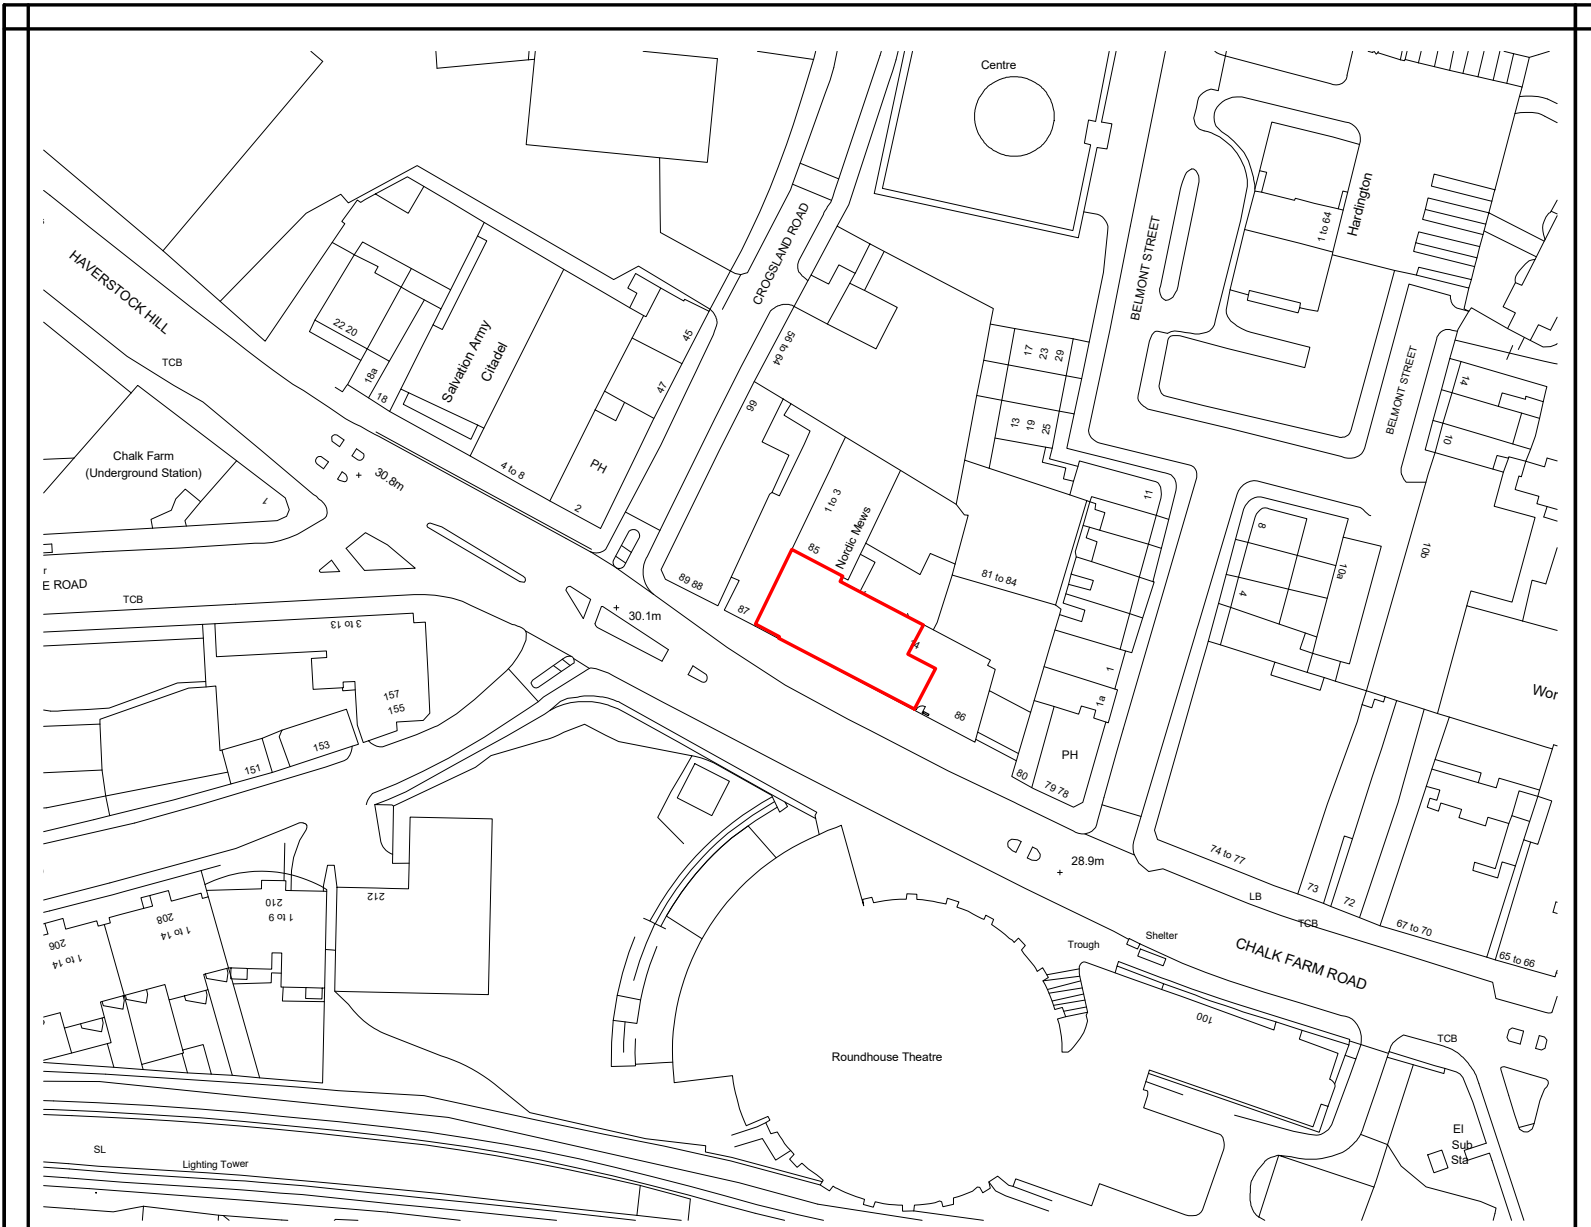 Centre
HAVERSTOCK HILL
CROGSLAND ROAD
BELMONT STREET
1 to 64
Hardington
TCB
22 20
18a
18
Salvation Army
Citadel
45
47
56 to 64
66
17
23
29
13
19
25
BELMONT STREET
14
10
Chalk Farm
(Underground Station)
1
30.8m
4 to 8
PH
2
1 to 3
Nordic Mews
85
11
8
4
10a
10b
E ROAD
TCB
3 to 13
30.1m
89 88
87
81 to 84
1
1a
157
155
153
151
86
PH
80
79 78
Wor
28.9m
74 to 77
73
72
LB
TCB
67 to 70
65 to 66
212
210
1 to 9
208
1 to 14
206
1 to 14
Trough
Shelter
CHALK FARM ROAD
100
TCB
Roundhouse Theatre
El
Sub
Sta
SL
Lighting Tower